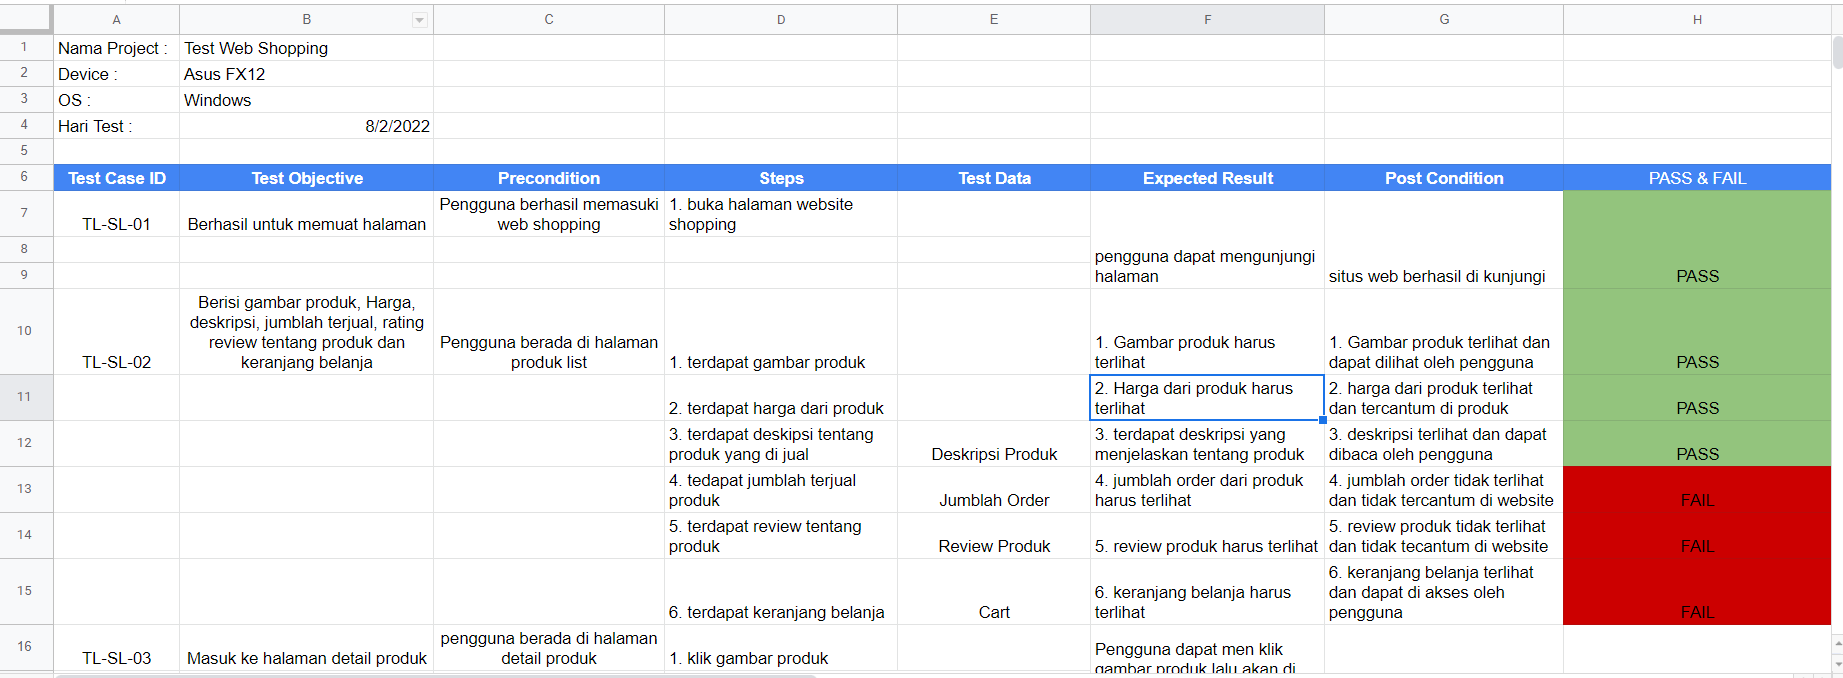 A B C D E F G H
1 Nama Project : Test Web Shopping
2 Device : Asus FX12
3 OS : Windows
4 Hari Test : 8/2/2022
5
6 Test Case ID Test Objective Precondition Steps Test Data Expected Result Post Condition PASS & FAIL
7
TL-SL-01
Berhasil untuk memuat halaman
Pengguna berhasil memasuki
web shopping
1. buka halaman website
shopping
8
9
pengguna dapat mengunjungi
halaman
situs web berhasil di kunjungi
PASS
10
TL-SL-02
Berisi gambar produk, Harga,
deskripsi, jumlah terjual, rating
review tentang produk dan
keranjang belanja
Pengguna berada di halaman
produk list
1. terdapat gambar produk
1. Gambar produk harus
terlihat
1. Gambar produk terlihat dan
dapat dilihat oleh pengguna
PASS
11
2. terdapat harga dari produk
2. Harga dari produk harus
terlihat
2. harga dari produk terlihat
dan tercantum di produk
PASS
12
3. terdapat deskipsi tentang
produk yang di jual
Deskripsi Produk
3. terdapat deskripsi yang
menjelaskan tentang produk
3. deskripsi terlihat dan dapat
dibaca oleh pengguna
PASS
13
4. tedapat jumlah terjual
produk
Jumlah Order
4. jumblah order dari produk
harus terlihat
4. jumblah order tidak terlihat
dan tidak tercantum di website
FAIL
14
5. terdapat review tentang
produk
Review Produk
5. review produk harus terlihat
5. review produk tidak terlihat
dan tidak tecantum di website
FAIL
15
6. terdapat keranjang belanja
Cart
6. keranjang belanja harus
terlihat
6. keranjang belanja terlihat
dan dapat di akses oleh
pengguna
FAIL
16
TL-SL-03
Masuk ke halaman detail produk
pengguna berada di halaman
detail produk
1. klik gambar produk
Pengguna dapat men klik
gambar produk lalu akan di